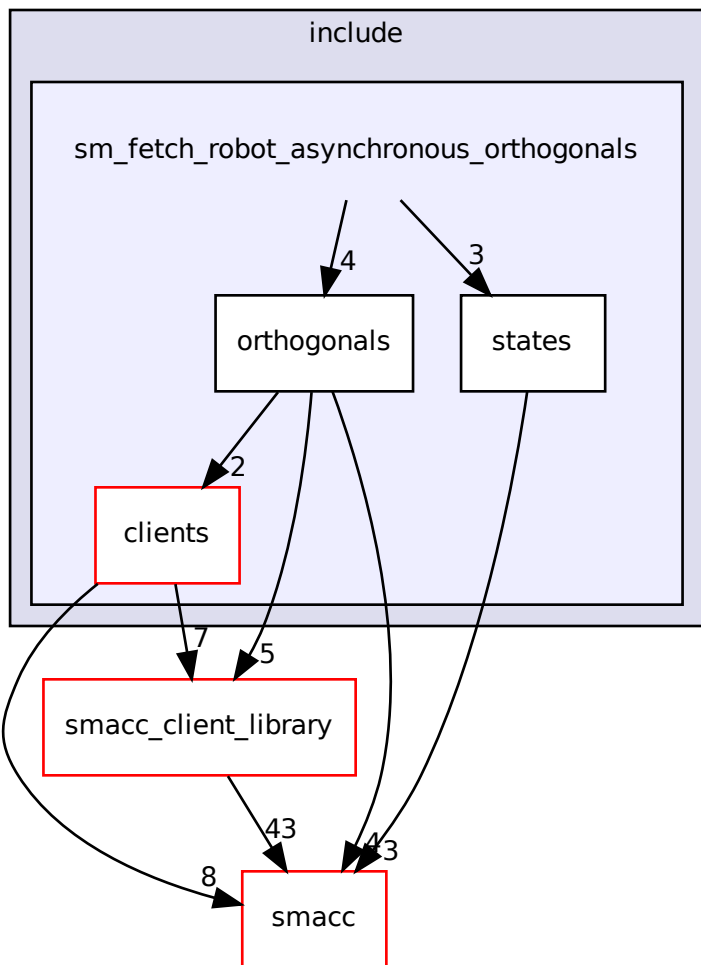 include
sm_fetch_robot_asynchronous_orthogonals
4
3
orthogonals
states
2
clients
7
5
smacc_client_library
43
4
3
8
smacc